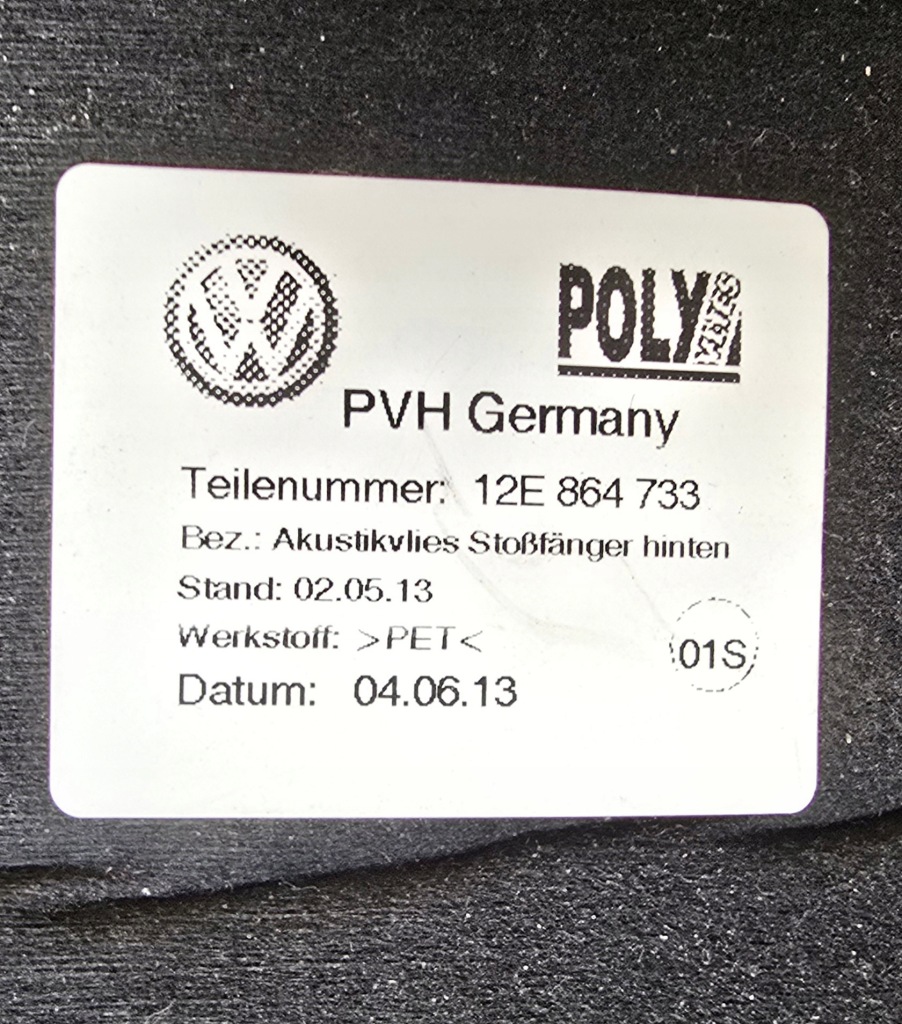 POLY
PVH Germany
Teilenummer: 12E 864 733
Bez.: Akustikvlies Stoßfänger hinten
Stand: 02.05.13
Werkstoff: >PET<
01S
Datum: 04.06.13